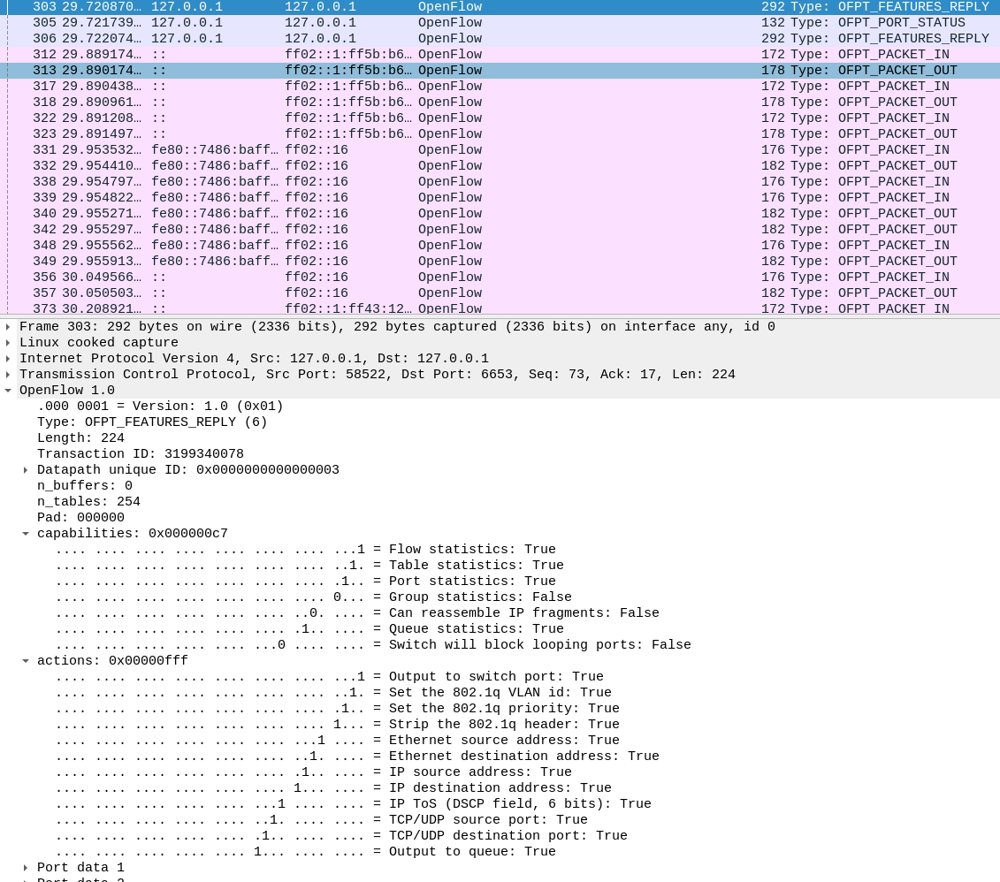 303 29.720870… 127.0.0.1 127.0.0.1 OpenFlow 292 Type: OFPT_FEATURES_REPLY
305 29.721739… 127.0.0.1 127.0.0.1 OpenFlow 132 Type: OFPT_PORT_STATUS
306 29.722074… 127.0.0.1 127.0.0.1 OpenFlow 292 Type: OFPT_FEATURES_REPLY
312 29.889174… :: ff02::1:ff5b:b6… OpenFlow 172 Type: OFPT_PACKET_IN
313 29.890174… :: ff02::1:ff5b:b6… OpenFlow 178 Type: OFPT_PACKET_OUT
317 29.890438… :: ff02::1:ff5b:b6… OpenFlow 172 Type: OFPT_PACKET_IN
318 29.890961… :: ff02::1:ff5b:b6… OpenFlow 178 Type: OFPT_PACKET_OUT
322 29.891208… :: ff02::1:ff5b:b6… OpenFlow 172 Type: OFPT_PACKET_IN
323 29.891497… :: ff02::1:ff5b:b6… OpenFlow 178 Type: OFPT_PACKET_OUT
331 29.953532… fe80::7486:baff… ff02::16 OpenFlow 176 Type: OFPT_PACKET_IN
332 29.954410… fe80::7486:baff… ff02::16 OpenFlow 182 Type: OFPT_PACKET_OUT
338 29.954797… fe80::7486:baff… ff02::16 OpenFlow 176 Type: OFPT_PACKET_IN
339 29.954822… fe80::7486:baff… ff02::16 OpenFlow 176 Type: OFPT_PACKET_IN
340 29.955271… fe80::7486:baff… ff02::16 OpenFlow 182 Type: OFPT_PACKET_OUT
342 29.955297… fe80::7486:baff… ff02::16 OpenFlow 182 Type: OFPT_PACKET_OUT
348 29.955562… fe80::7486:baff… ff02::16 OpenFlow 176 Type: OFPT_PACKET_IN
349 29.955913… fe80::7486:baff… ff02::16 OpenFlow 182 Type: OFPT_PACKET_OUT
356 30.049566… :: ff02::16 OpenFlow 176 Type: OFPT_PACKET_IN
357 30.050503… :: ff02::16 OpenFlow 182 Type: OFPT_PACKET_OUT
373 30.208921… :: ff02::1:ff43:12… OpenFlow 172 Type: OFPT_PACKET_IN
Frame 303: 292 bytes on wire (2336 bits), 292 bytes captured (2336 bits) on interface any, id 0
Linux cooked capture
Internet Protocol Version 4, Src: 127.0.0.1, Dst: 127.0.0.1
Transmission Control Protocol, Src Port: 58522, Dst Port: 6653, Seq: 73, Ack: 17, Len: 224
OpenFlow 1.0
.000 0001 = Version: 1.0 (0x01)
Type: OFPT_FEATURES_REPLY (6)
Length: 224
Transaction ID: 3199340078
Datapath unique ID: 0x0000000000000003
n_buffers: 0
n_tables: 254
Pad: 000000
capabilities: 0x000000c7
.... .... .... .... .... .... .... ...1 = Flow statistics: True
.... .... .... .... .... .... .... ..1. = Table statistics: True
.... .... .... .... .... .... .... .1.. = Port statistics: True
.... .... .... .... .... .... .... 0... = Group statistics: False
.... .... .... .... .... .... ..0. .... = Can reassemble IP fragments: False
.... .... .... .... .... .... .1.. .... = Queue statistics: True
.... .... .... .... .... ...0 .... .... = Switch will block looping ports: False
actions: 0x00000fff
.... .... .... .... .... .... .... ...1 = Output to switch port: True
.... .... .... .... .... .... .... ..1. = Set the 802.1q VLAN id: True
.... .... .... .... .... .... .... .1.. = Set the 802.1q priority: True
.... .... .... .... .... .... .... 1... = Strip the 802.1q header: True
.... .... .... .... .... .... ...1 .... = Ethernet source address: True
.... .... .... .... .... .... ..1. .... = Ethernet destination address: True
.... .... .... .... .... .... .1.. .... = IP source address: True
.... .... .... .... .... .... 1... .... = IP destination address: True
.... .... .... .... .... ...1 .... .... = IP ToS (DSCP field, 6 bits): True
.... .... .... .... .... ..1. .... .... = TCP/UDP source port: True
.... .... .... .... .... .1.. .... .... = TCP/UDP destination port: True
.... .... .... .... .... 1... .... .... = Output to queue: True
Port data 1
Port data 2